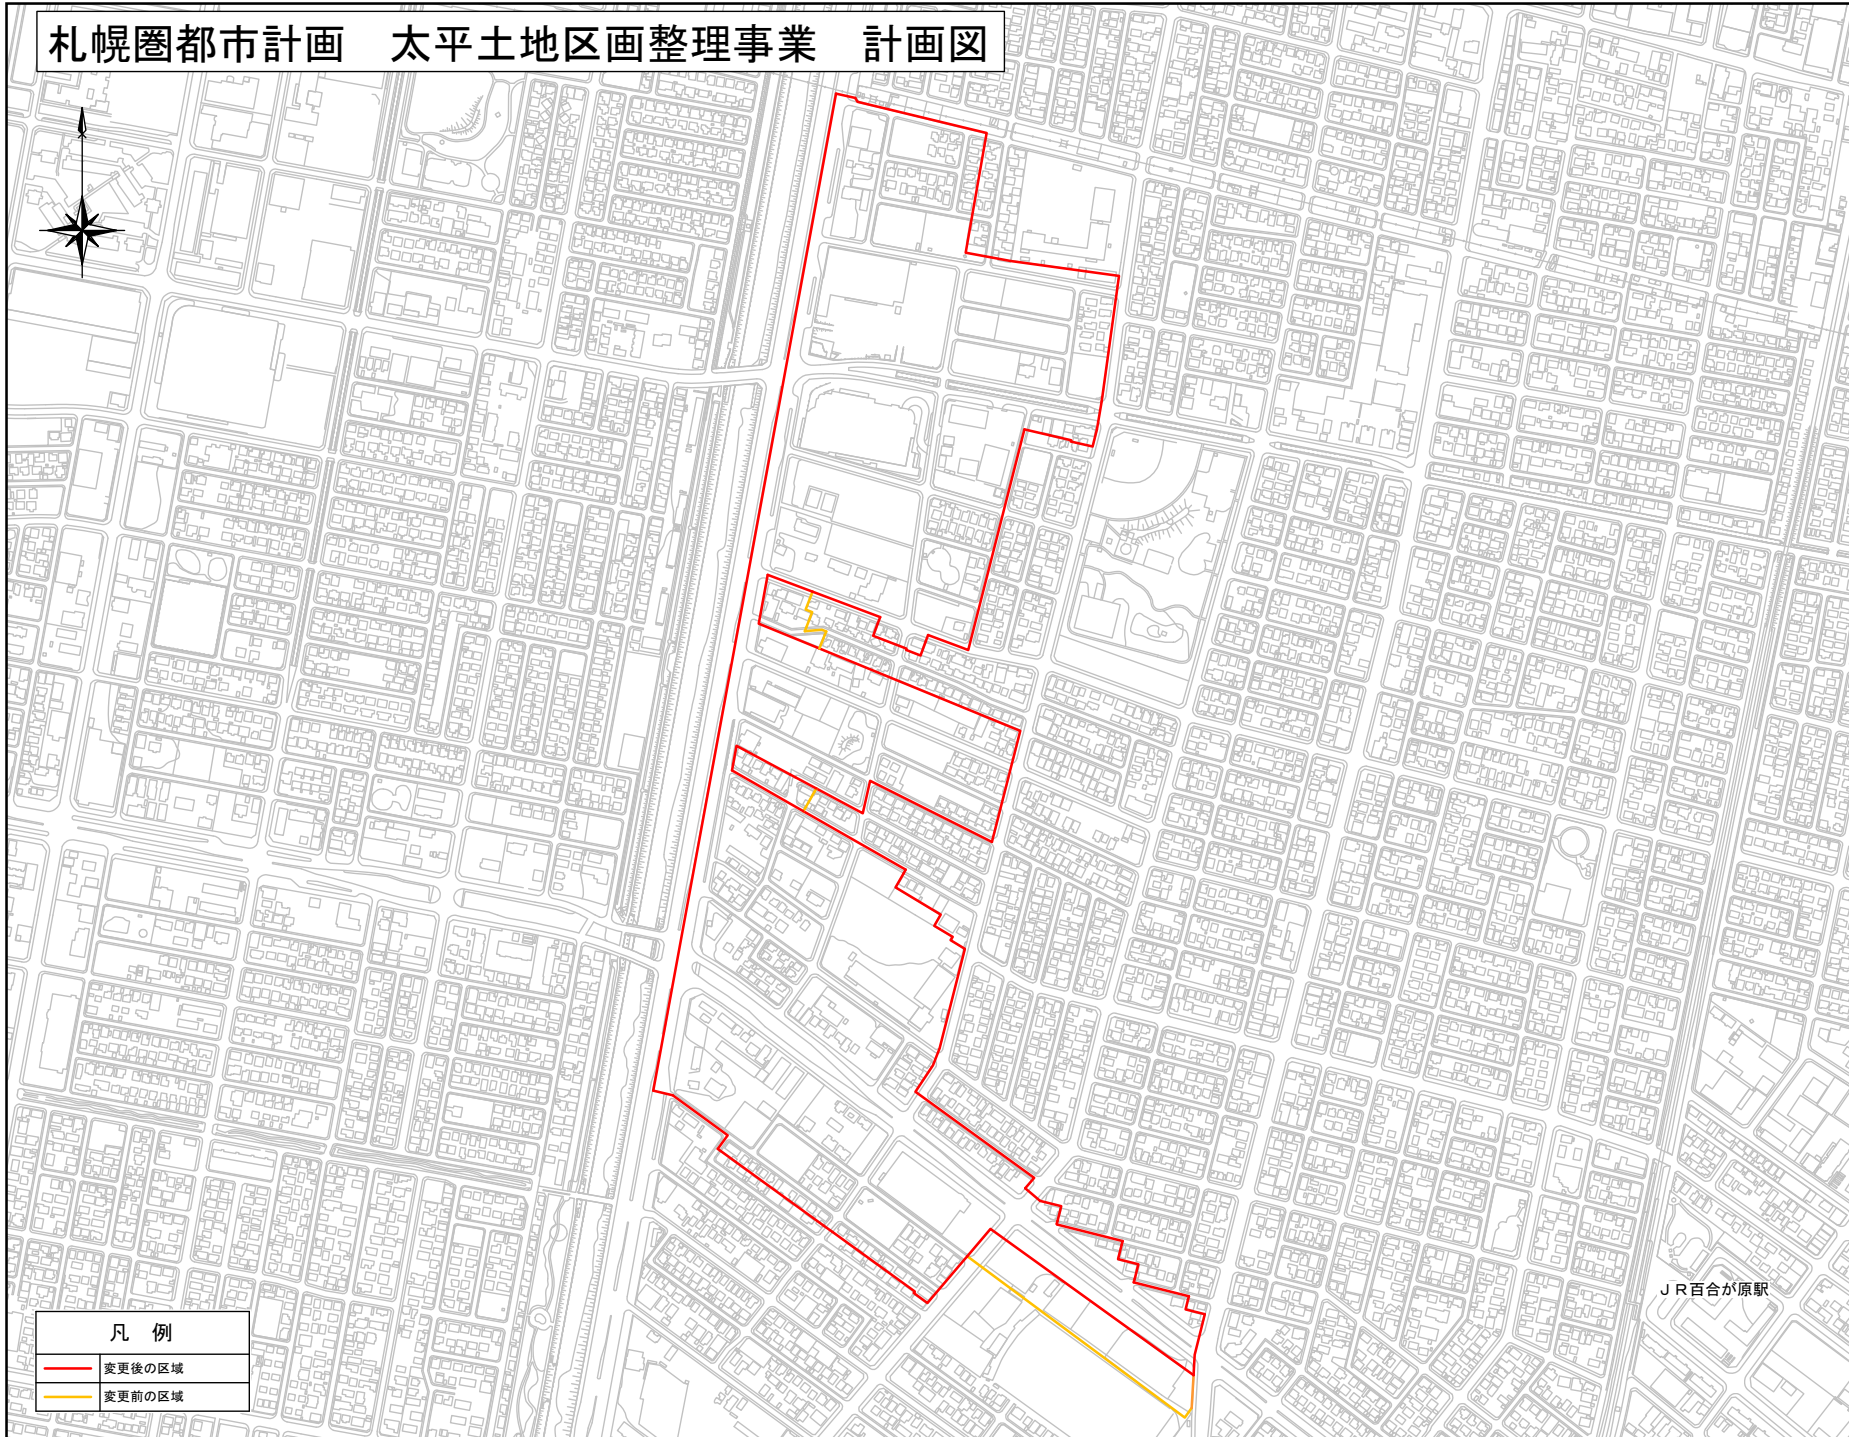 札幌圏都市計画　太平土地区画整理事業　計画図
ＪＲ百合が原駅
凡　例
変更後の区域
変更前の区域